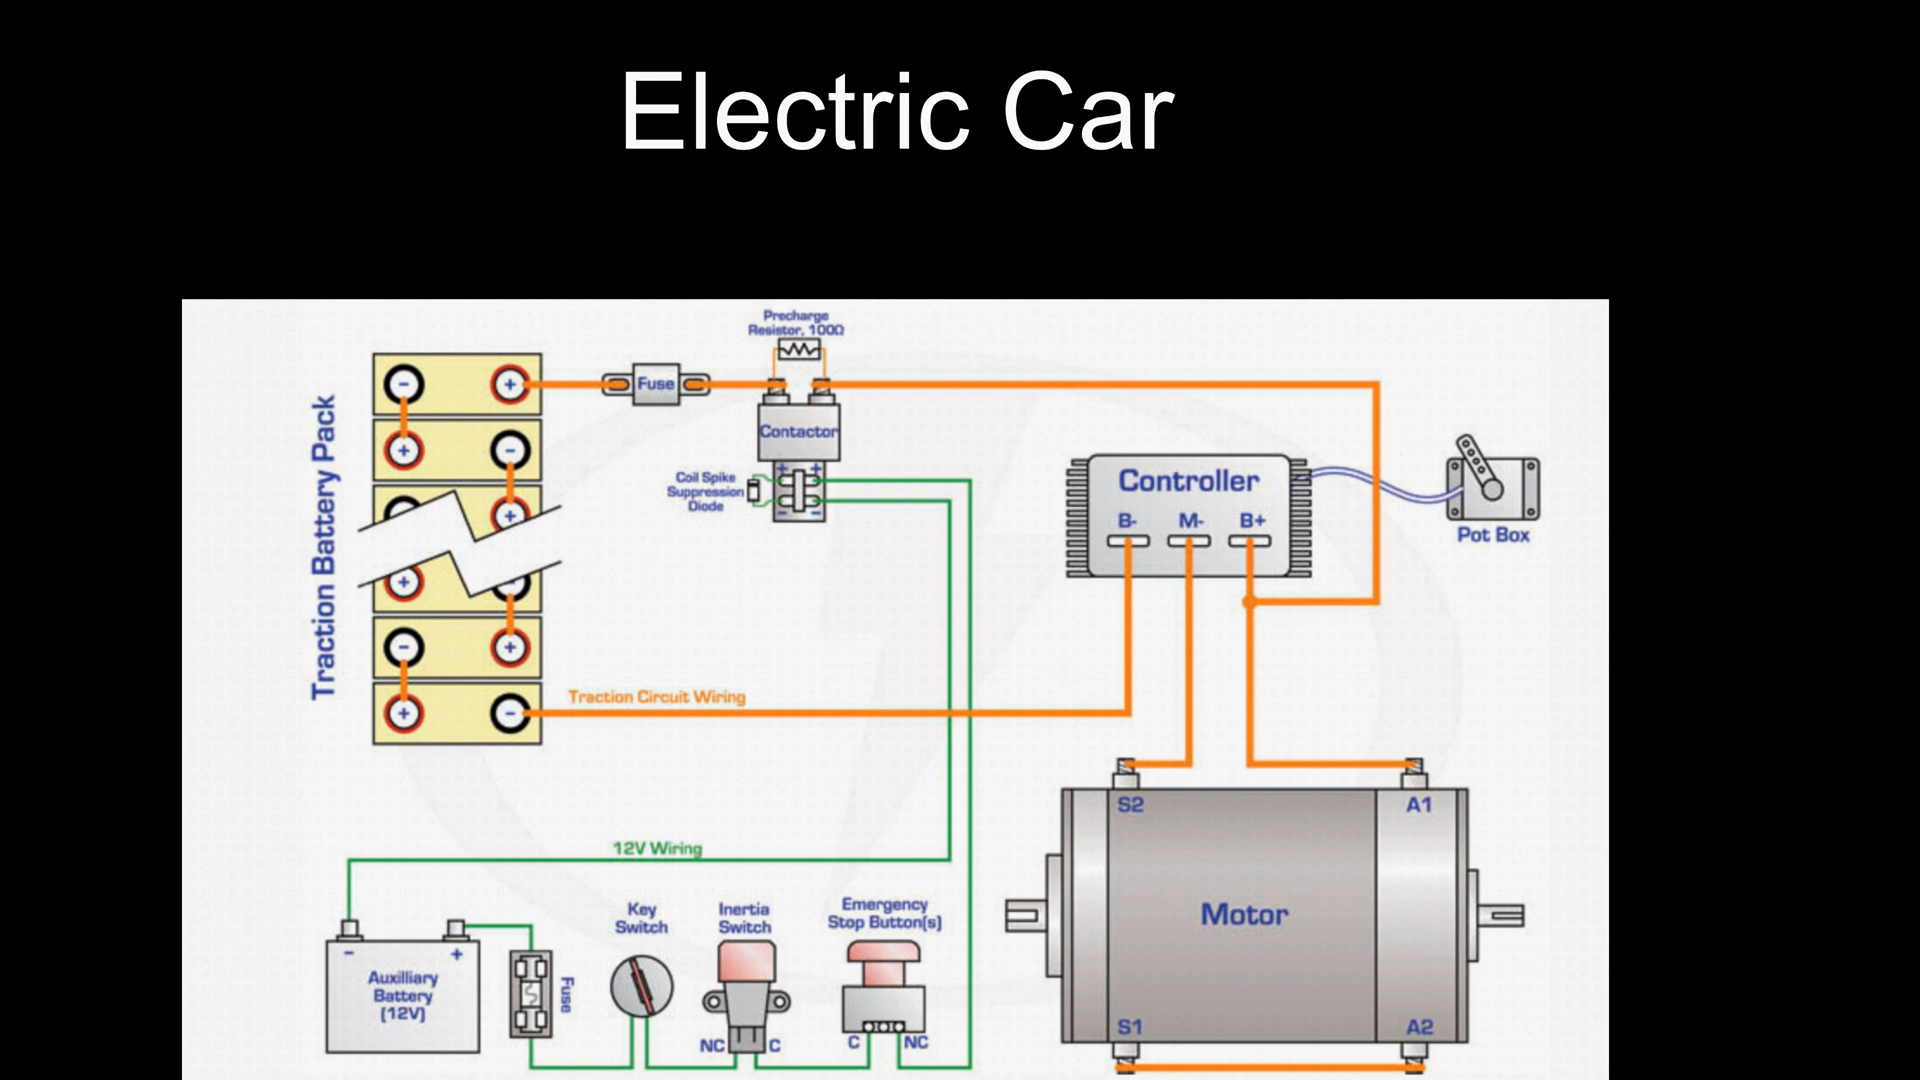 Electric Car
Precharge
Resistor, 100Ω
Traction Battery Pack
- +
Fuse
+ -
Contactor
+ +
Coil Spike
Suppression
Diode
- -
+
Controller
B- M- B+
Pot Box
+ -
- +
+ -
Traction Circuit Wiring
12V Wiring
S2 A1
Motor
S1 A2
Key
Switch
Inertia
Switch
Emergency
Stop Button(s)
- +
Auxilliary
Battery
(12V)
Fuse
NC C
C NC